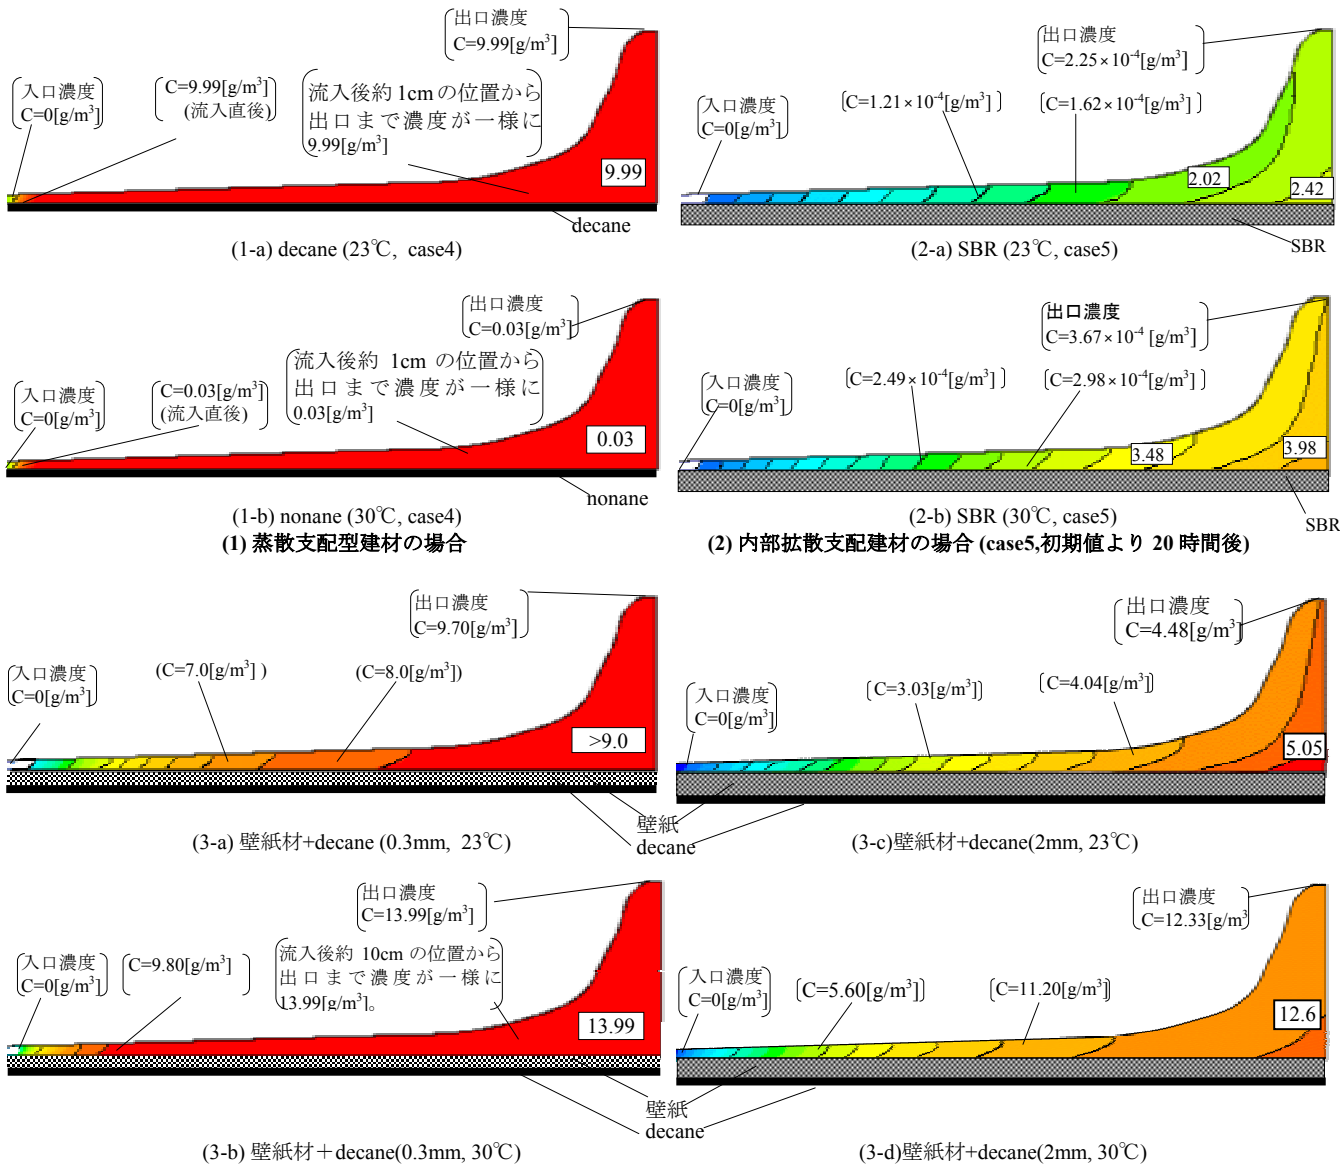 出口濃度
C=9.99[g/m³]
入口濃度
C=0[g/m³]
C=9.99[g/m³]
(流入直後)
流入後約 1cm の位置から
出口まで濃度が一様に
9.99[g/m³]
9.99
decane
(1-a) decane (23℃, case4)
出口濃度
C=2.25×10⁻⁴[g/m³]
入口濃度
C=0[g/m³]
C=1.21×10⁻⁴[g/m³]
C=1.62×10⁻⁴[g/m³]
2.02
2.42
SBR
(2-a) SBR (23℃, case5)
出口濃度
C=0.03[g/m³]
入口濃度
C=0[g/m³]
C=0.03[g/m³]
(流入直後)
流入後約 1cm の位置から
出口まで濃度が一様に
0.03[g/m³]
0.03
nonane
(1-b) nonane (30℃, case4)
(1) 蒸散支配型建材の場合
出口濃度
C=3.67×10⁻⁴ [g/m³]
入口濃度
C=0[g/m³]
C=2.49×10⁻⁴[g/m³]
C=2.98×10⁻⁴[g/m³]
3.48
3.98
SBR
(2-b) SBR (30℃, case5)
(2) 内部拡散支配建材の場合 (case5,初期値より 20 時間後)
出口濃度
C=9.70[g/m³]
入口濃度
C=0[g/m³]
(C=7.0[g/m³] )
(C=8.0[g/m³])
>9.0
壁紙
decane
(3-a) 壁紙材+decane (0.3mm, 23℃)
出口濃度
C=4.48[g/m³]
入口濃度
C=0[g/m³]
C=3.03[g/m³]
C=4.04[g/m³]
5.05
(3-c)壁紙材+decane(2mm, 23℃)
出口濃度
C=13.99[g/m³]
入口濃度
C=0[g/m³]
C=9.80[g/m³]
流入後約 10cm の位置から
出口まで濃度が一様に
13.99[g/m³]。
13.99
壁紙
decane
(3-b) 壁紙材＋decane(0.3mm, 30℃)
出口濃度
C=12.33[g/m³
入口濃度
C=0[g/m³]
C=5.60[g/m³]
C=11.20[g/m³]
12.6
(3-d)壁紙材+decane(2mm, 30℃)